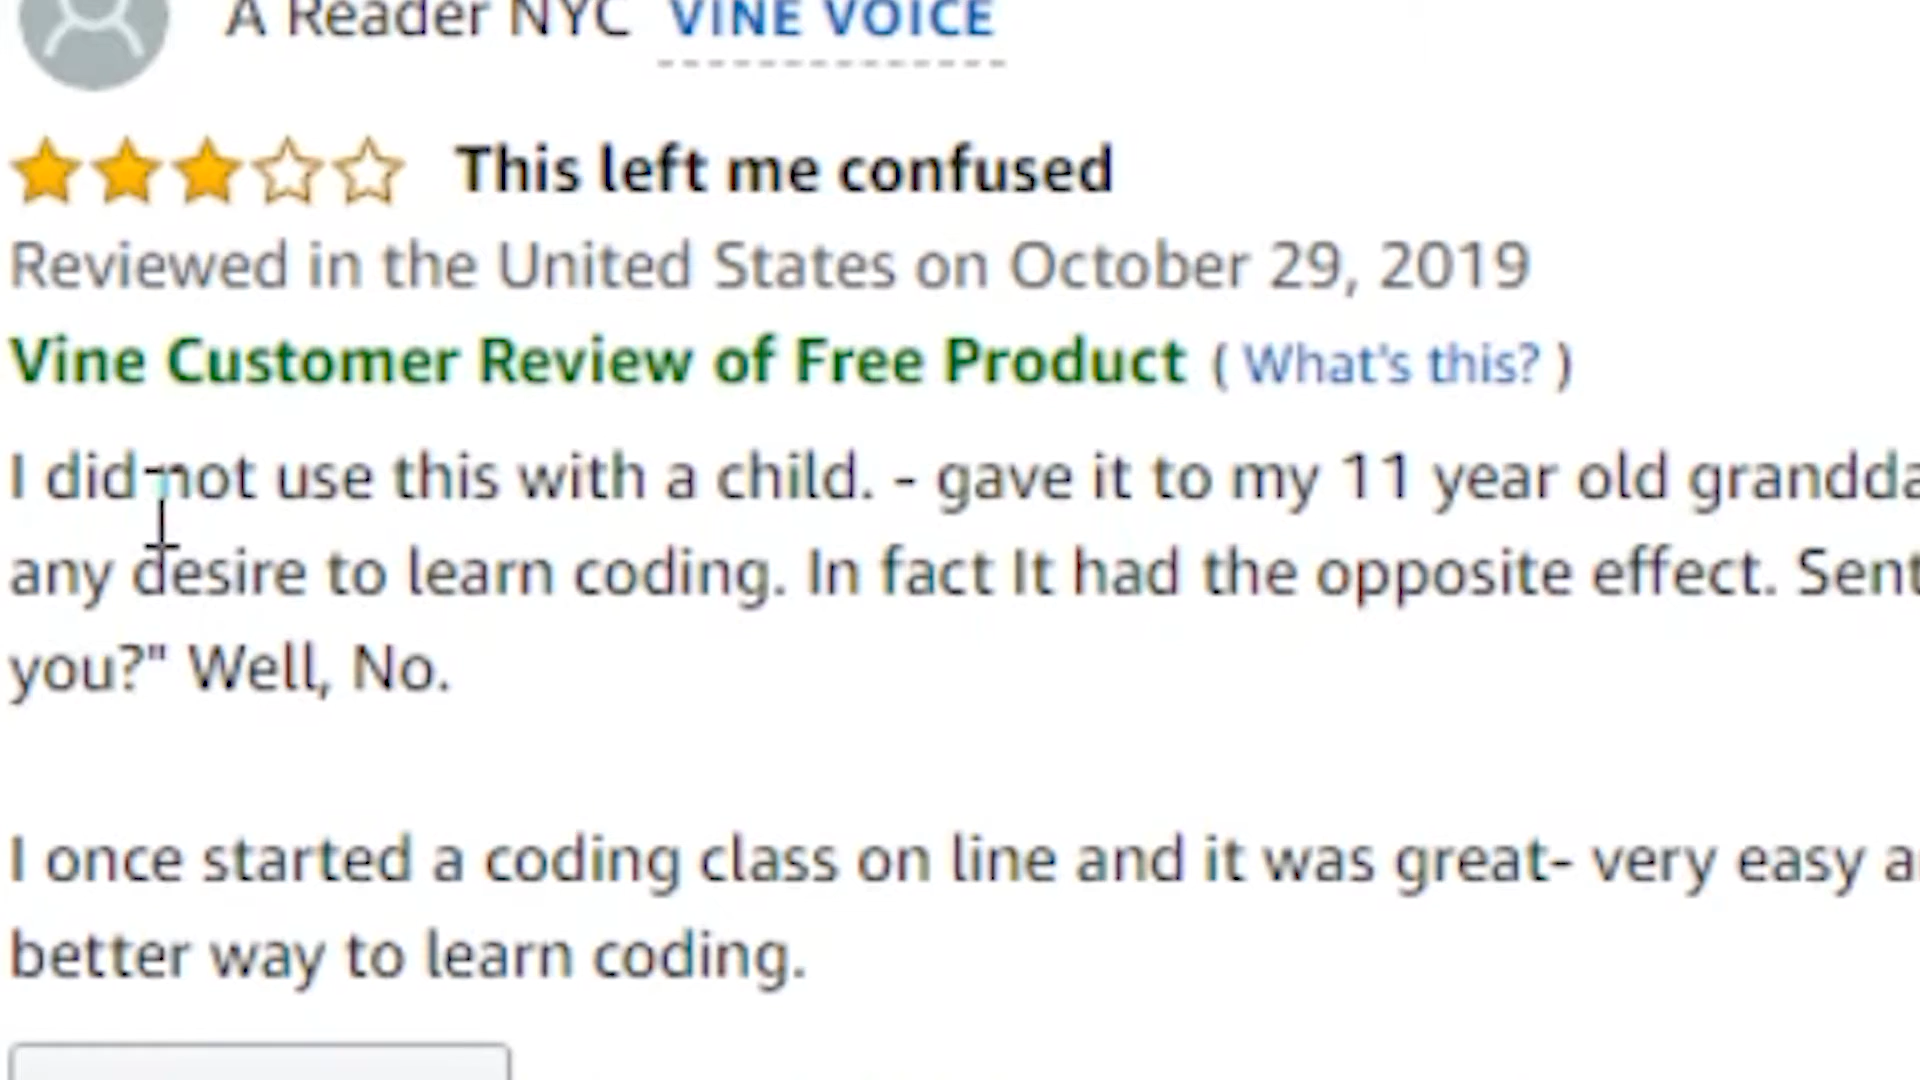 A Reader NYC VINE VOICE
This left me confused
Reviewed in the United States on October 29, 2019
Vine Customer Review of Free Product ( What's this? )
I did not use this with a child. - gave it to my 11 year old grandda
any desire to learn coding. In fact It had the opposite effect. Sent
you?" Well, No.
I once started a coding class on line and it was great- very easy a
better way to learn coding.